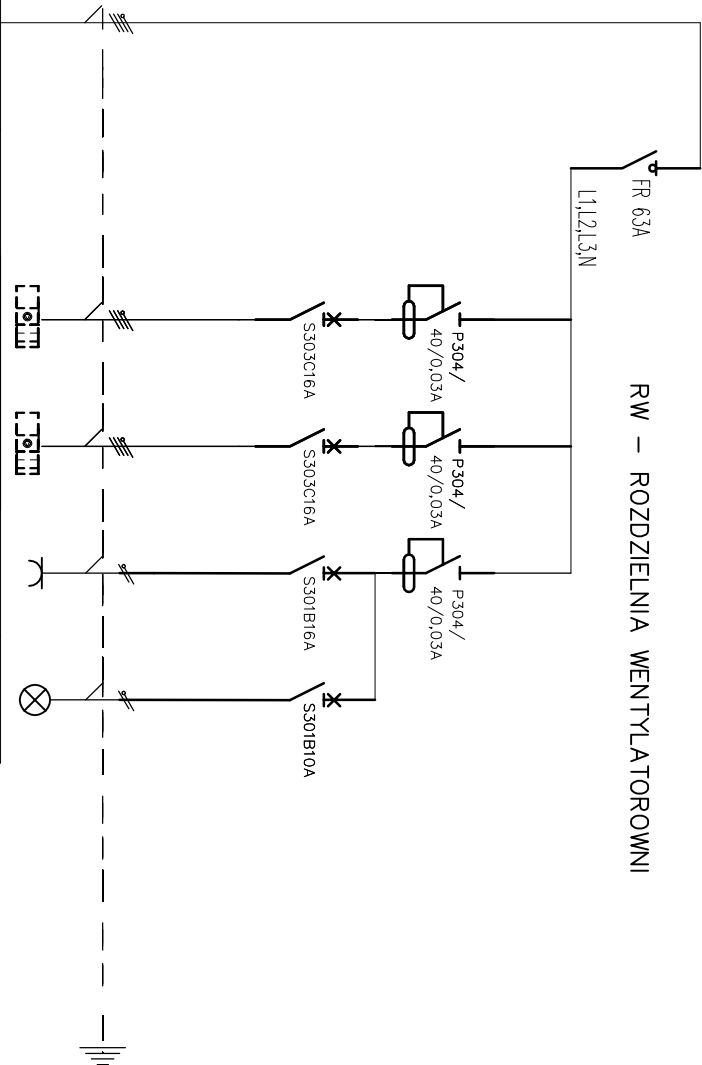 RW – ROZDZIELNIA WENTYLATOROWNI
FR 63A
L1,L2,L3,N
P304/
40/0,03A
P304/
40/0,03A
P304/
40/0,03A
S303C16A
S303C16A
S301B16A
S301B10A